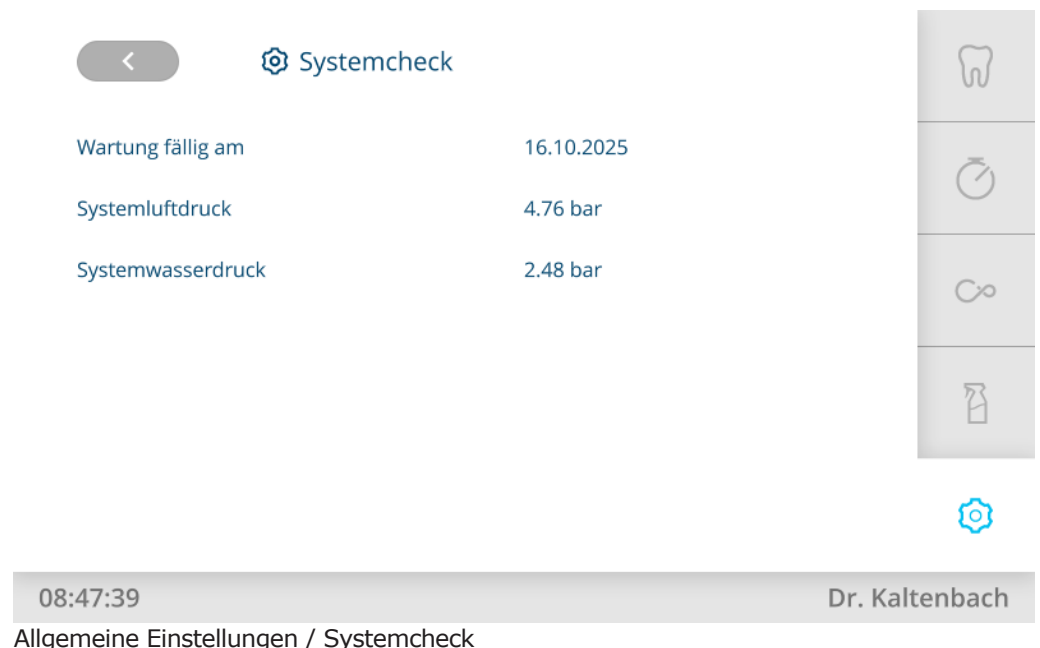 Systemcheck
Wartung fällig am 16.10.2025
Systemluftdruck 4.76 bar
Systemwasserdruck 2.48 bar
08:47:39 Dr. Kaltenbach
Allgemeine Einstellungen / Systemcheck